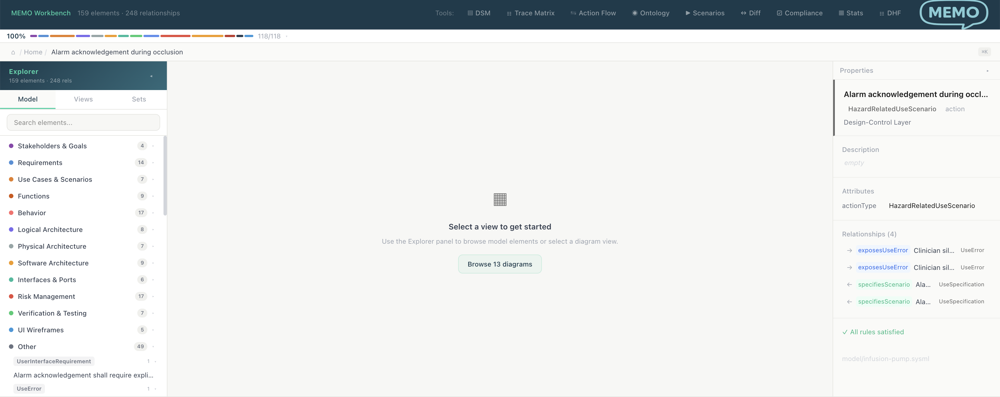 MEMO Workbench 159 elements · 248 relationships Tools: DSM Trace Matrix Action Flow Ontology Scenarios Diff Compliance Stats DHF MEMO
100% 118/118
/ Home / Alarm acknowledgement during occlusion ⌘K
Explorer
159 elements · 248 rels
Model Views Sets
Search elements...
Stakeholders & Goals 4
Requirements 14
Use Cases & Scenarios 7
Functions 9
Behavior 17
Logical Architecture 8
Physical Architecture 7
Software Architecture 9
Interfaces & Ports 6
Risk Management 17
Verification & Testing 7
UI Wireframes 5
Other 49
UserInterfaceRequirement 1
Alarm acknowledgement shall require expli...
UseError 1
Select a view to get started
Use the Explorer panel to browse model elements or select a diagram view.
Browse 13 diagrams
Properties
Alarm acknowledgement during occl...
HazardRelatedUseScenario action
Design-Control Layer
Description
empty
Attributes
actionType HazardRelatedUseScenario
Relationships (4)
→ exposesUseError Clinician sil... UseError
→ exposesUseError Clinician sil... UseError
← specifiesScenario Ala... UseSpecification
← specifiesScenario Ala... UseSpecification
✓ All rules satisfied
model/infusion-pump.sysml